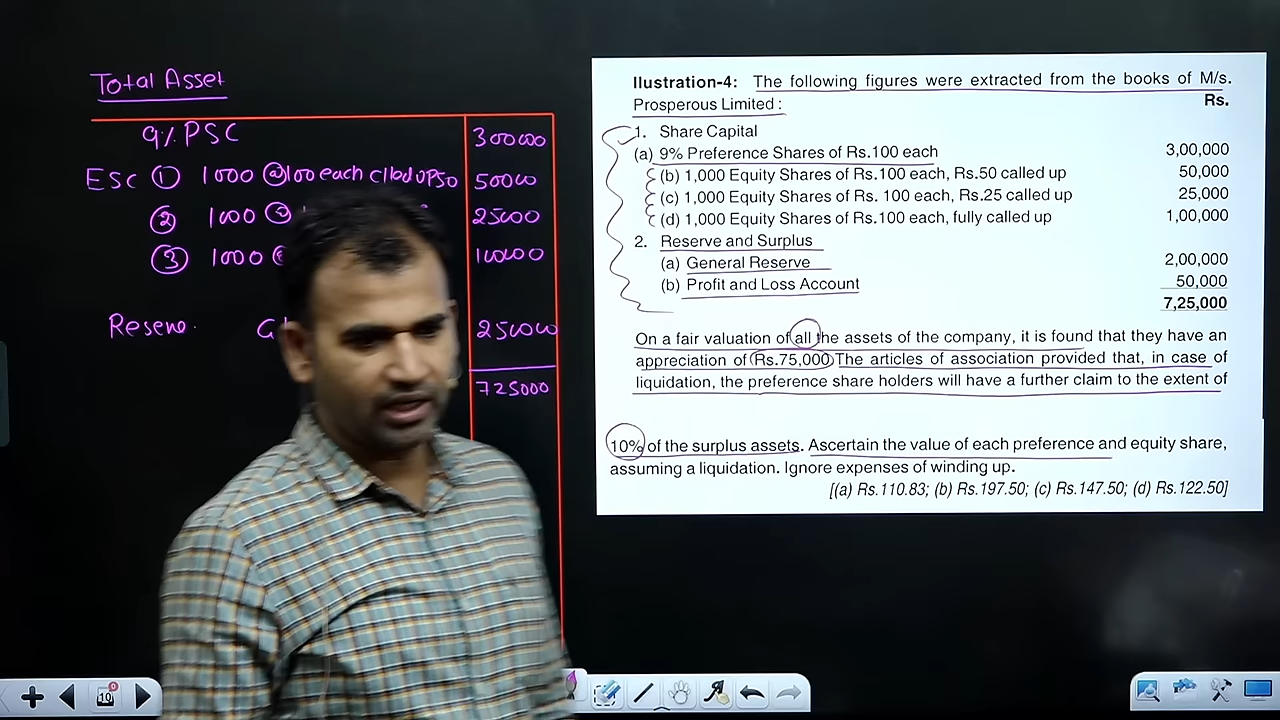 Total Asset
9% PSC 300000
ESC ① 1000 @100 each clled up50 50000
② 1000 @ 25000
③ 1000 100000
Reserve. 250000
725000
Ilustration-4: The following figures were extracted from the books of M/s.
Prosperous Limited : Rs.
1. Share Capital
(a) 9% Preference Shares of Rs.100 each 3,00,000
(b) 1,000 Equity Shares of Rs.100 each, Rs.50 called up 50,000
(c) 1,000 Equity Shares of Rs. 100 each, Rs.25 called up 25,000
(d) 1,000 Equity Shares of Rs.100 each, fully called up 1,00,000
2. Reserve and Surplus
(a) General Reserve 2,00,000
(b) Profit and Loss Account 50,000
7,25,000
On a fair valuation of all the assets of the company, it is found that they have an
appreciation of Rs.75,000 The articles of association provided that, in case of
liquidation, the preference share holders will have a further claim to the extent of
10% of the surplus assets. Ascertain the value of each preference and equity share,
assuming a liquidation. Ignore expenses of winding up.
[(a) Rs.110.83; (b) Rs.197.50; (c) Rs.147.50; (d) Rs.122.50]
10